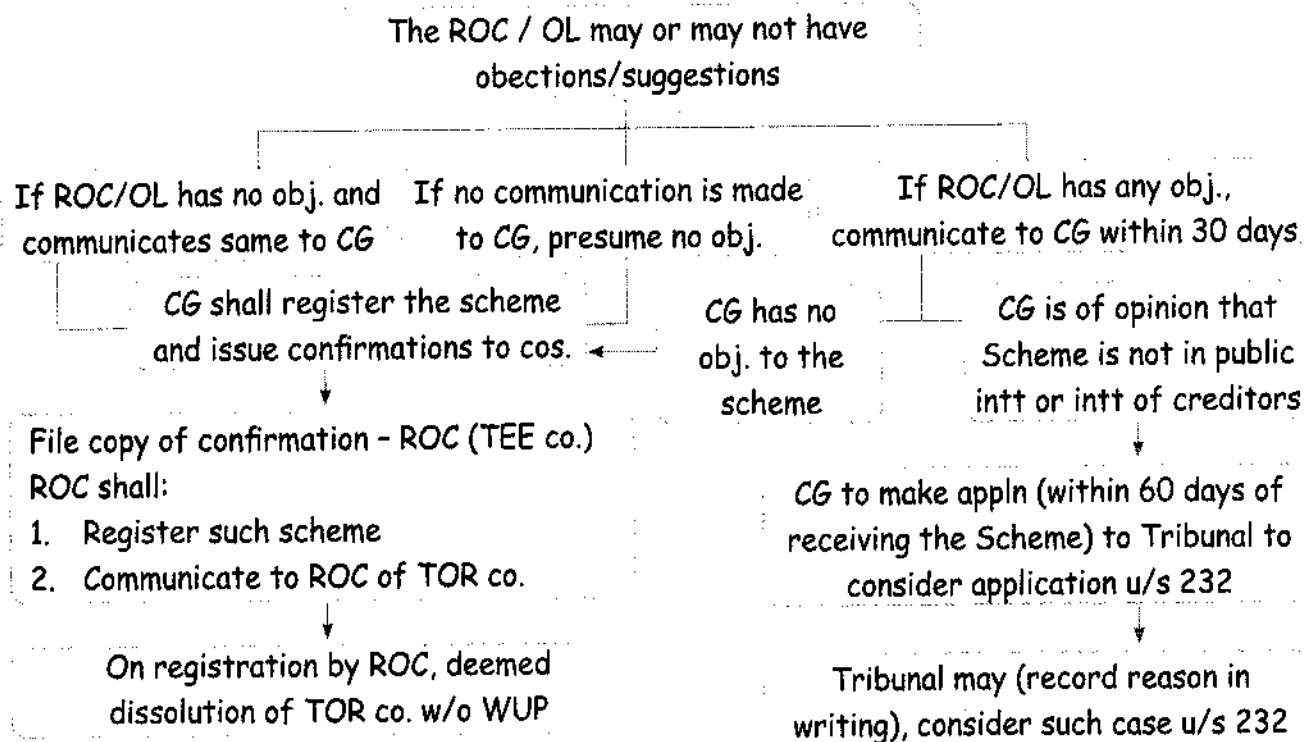 The ROC / OL may or may not have
obections/suggestions
If ROC/OL has no obj. and
communicates same to CG
If no communication is made
to CG, presume no obj.
If ROC/OL has any obj.,
communicate to CG within 30 days
CG shall register the scheme
and issue confirmations to cos.
CG has no
obj. to the
scheme
CG is of opinion that
Scheme is not in public
intt or intt of creditors
File copy of confirmation - ROC (TEE co.)
ROC shall:
1. Register such scheme
2. Communicate to ROC of TOR co.
CG to make appln (within 60 days of
receiving the Scheme) to Tribunal to
consider application u/s 232
On registration by ROC, deemed
dissolution of TOR co. w/o WUP
Tribunal may (record reason in
writing), consider such case u/s 232